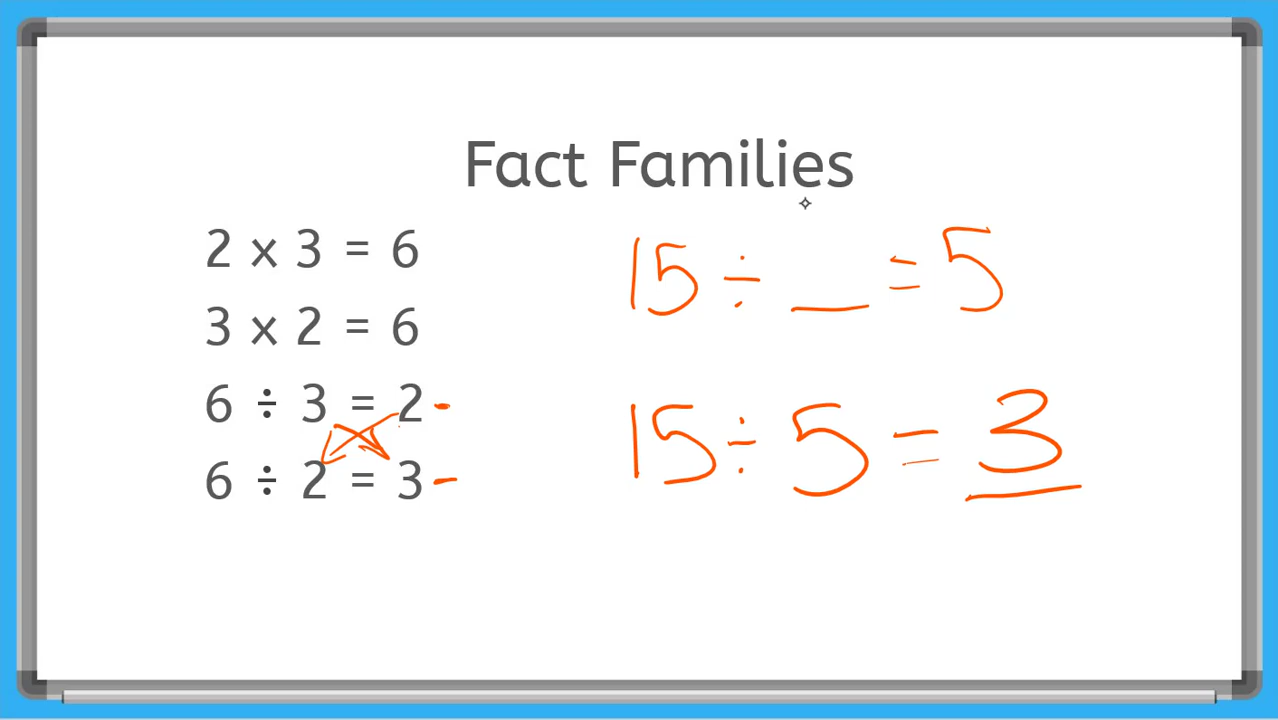 Fact Families
2 x 3 = 6
3 x 2 = 6
6 ÷ 3 = 2 -
6 ÷ 2 = 3 -
15 ÷ __ = 5
15 ÷ 5 = 3